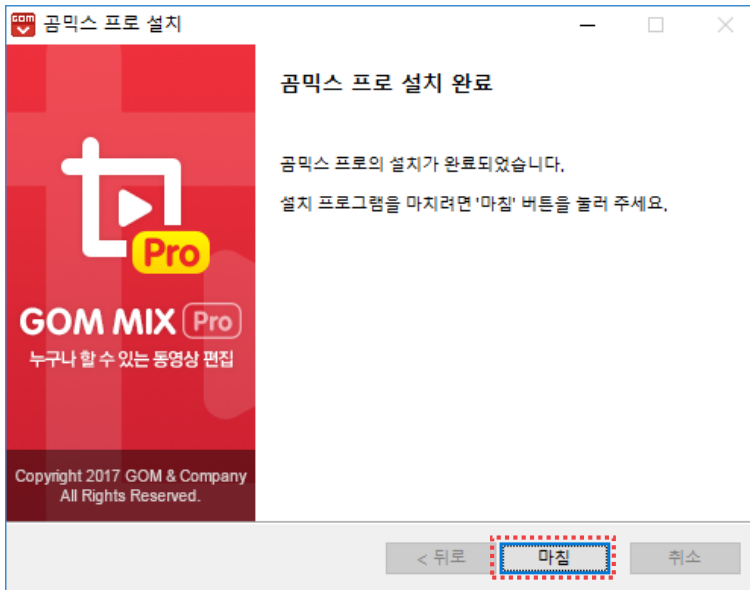 GOM
곰믹스 프로 설치
곰믹스 프로 설치 완료
곰믹스 프로의 설치가 완료되었습니다.
설치 프로그램을 마치려면 '마침' 버튼을 눌러 주세요.
Pro
GOM MIX Pro
누구나 할 수 있는 동영상 편집
Copyright 2017 GOM & Company
All Rights Reserved.
< 뒤로
마침
취소